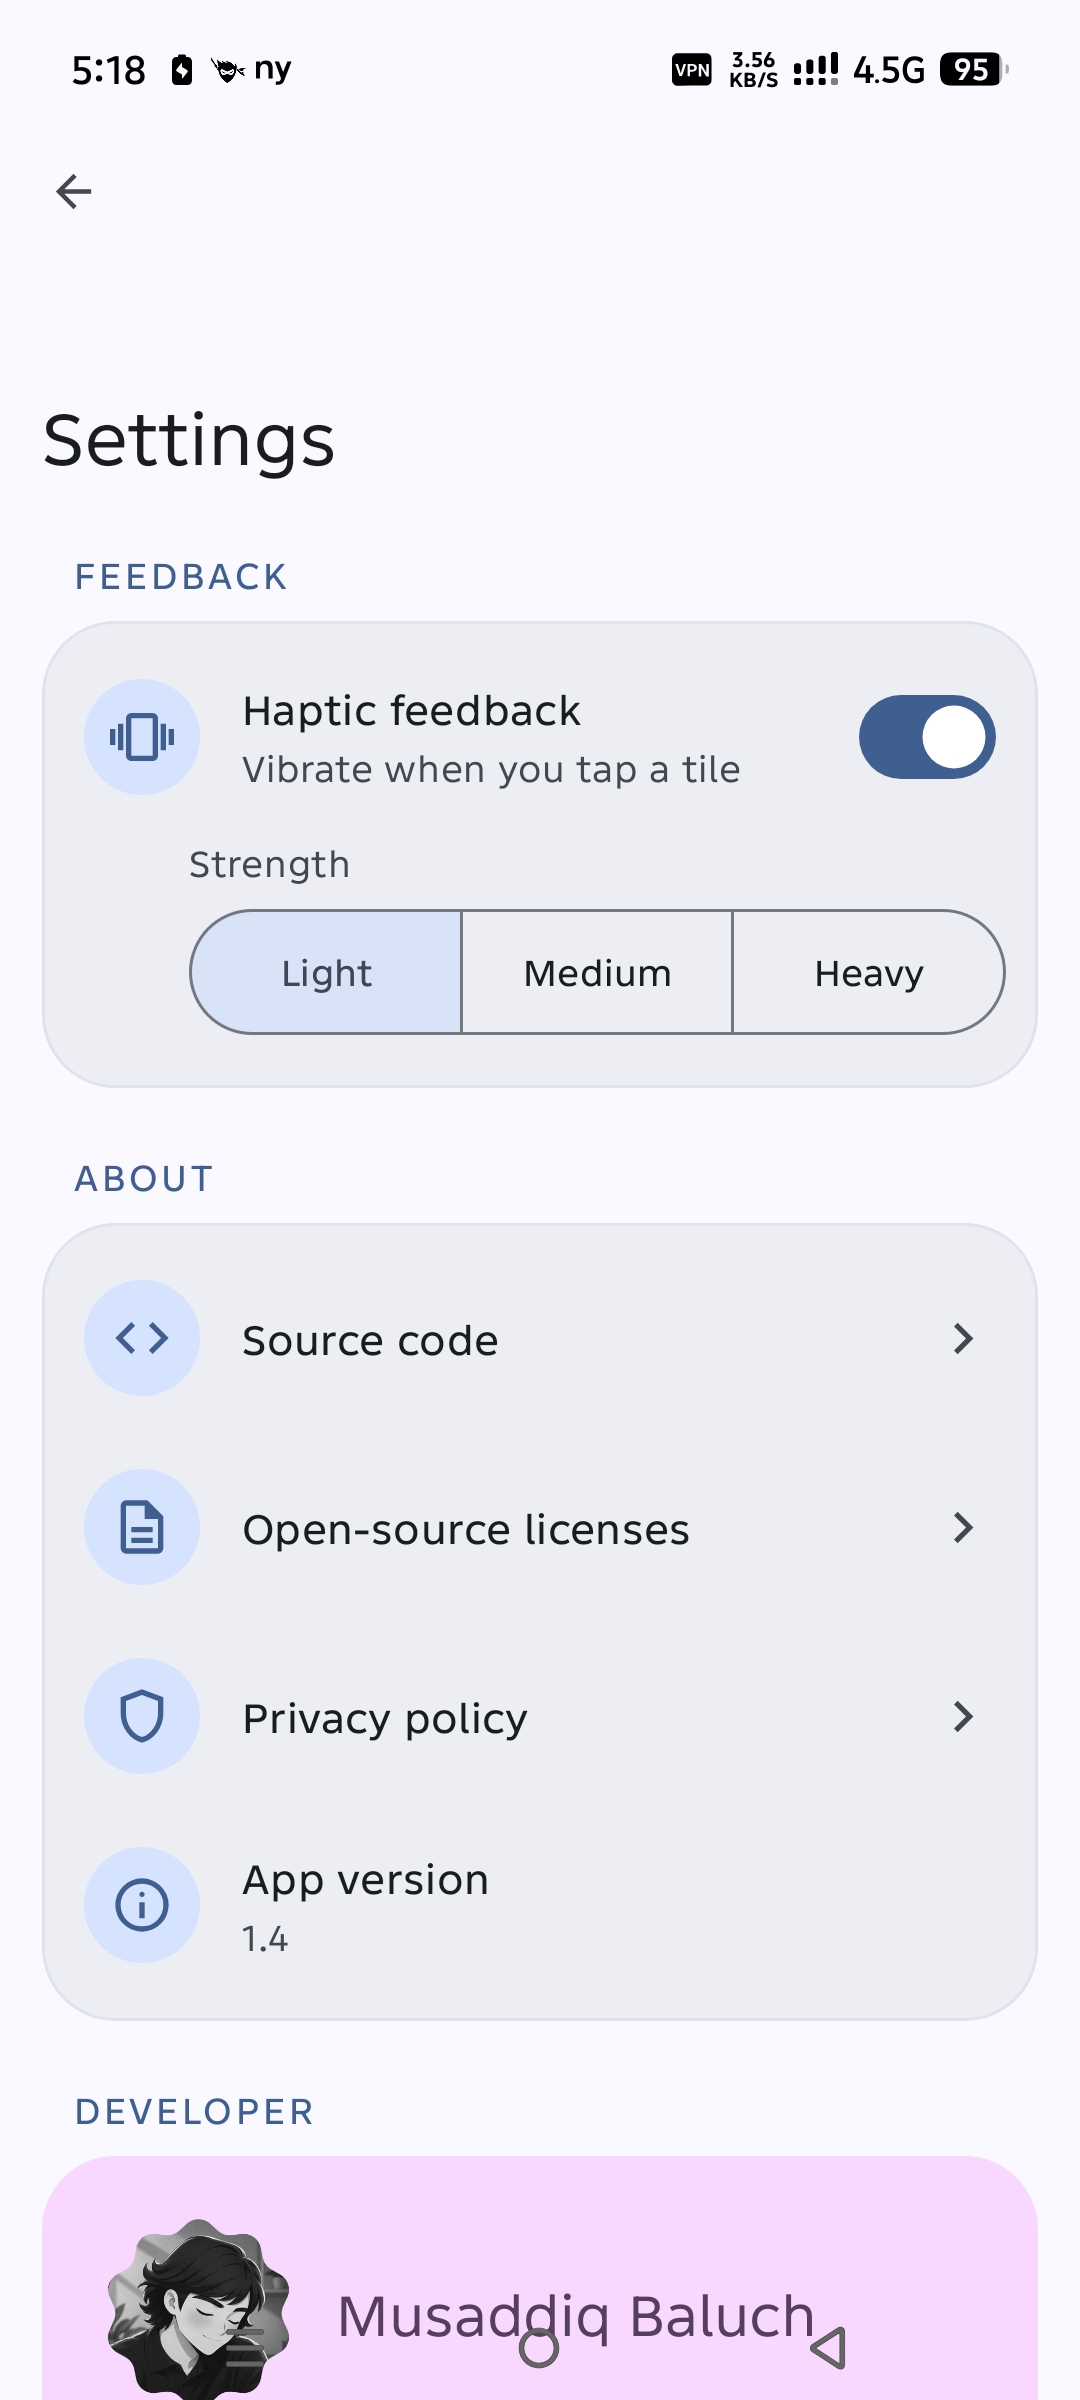 5:18 ny VPN 3.56 KB/S 4.5G 95
Settings
FEEDBACK
Haptic feedback
Vibrate when you tap a tile
Strength
Light Medium Heavy
ABOUT
Source code
Open-source licenses
Privacy policy
App version
1.4
DEVELOPER
Musaddiq Baluch